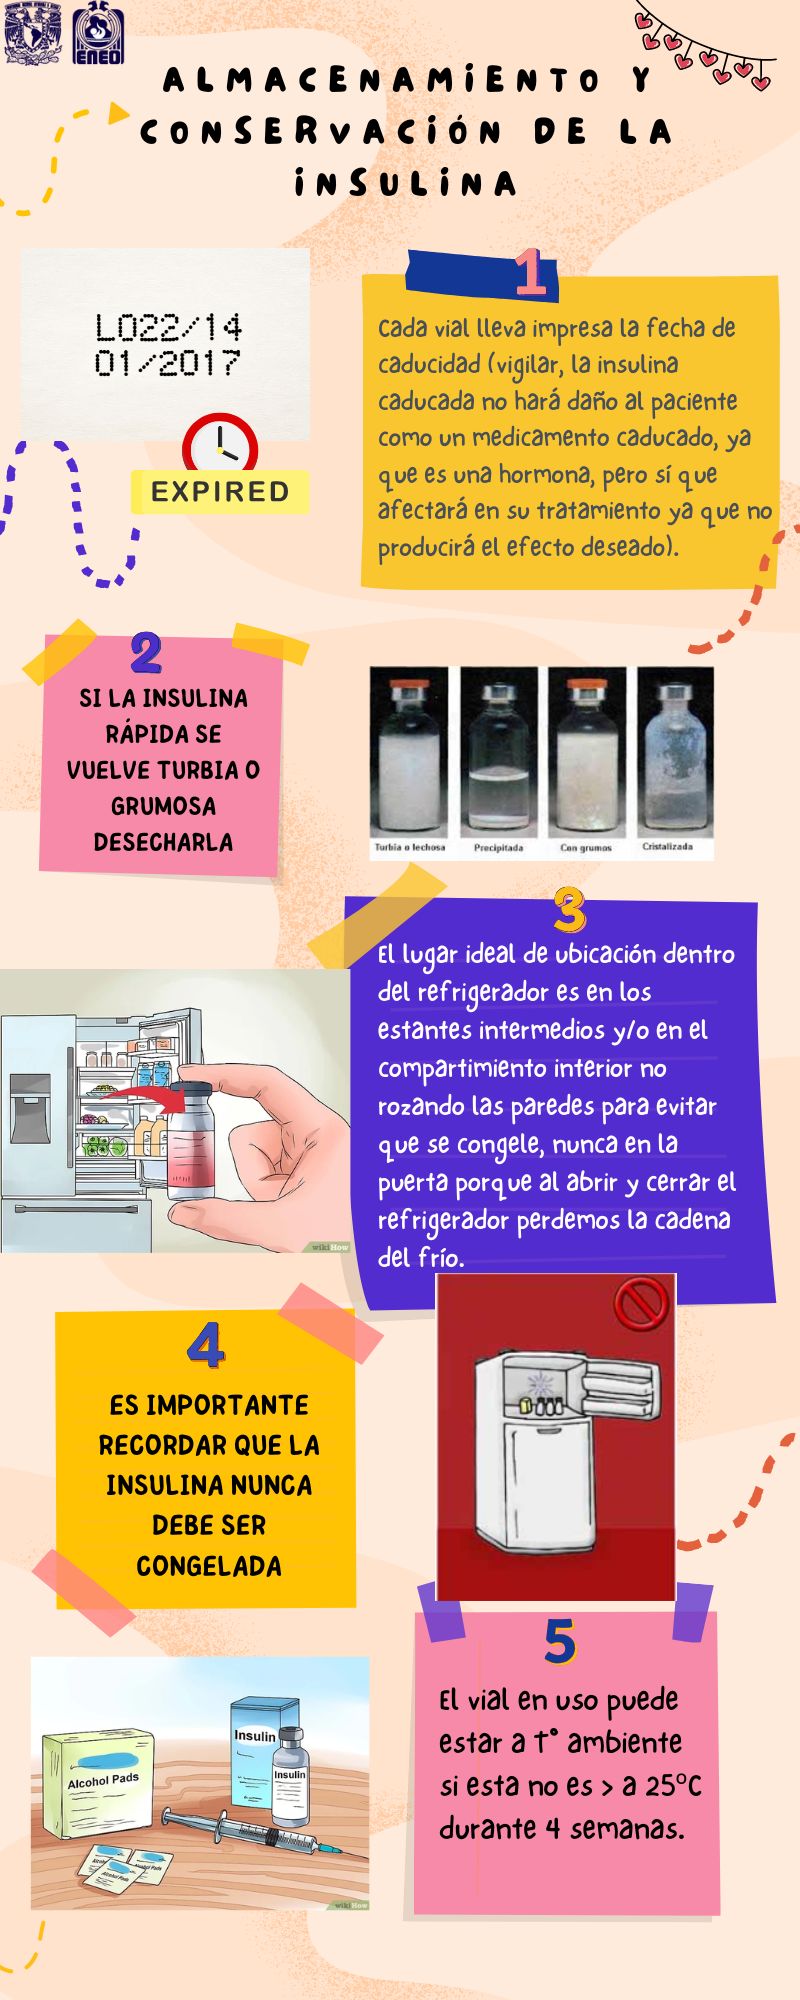 ENEO
ALMACENAMiENTO Y
CONSERVACiÓN DE LA
iNSULiNA
L022/14
01/2017
EXPIRED
1
Cada vial lleva impresa la fecha de
caducidad (vigilar, la insulina
caducada no hará daño al paciente
como un medicamento caducado, ya
que es una hormona, pero sí que
afectará en su tratamiento ya que no
producirá el efecto deseado).
2
SI LA INSULINA
RÁPIDA SE
VUELVE TURBIA O
GRUMOSA
DESECHARLA
Turbia o lechosa
Precipitada
Con grumos
Cristalizada
3
El lugar ideal de ubicación dentro
del refrigerador es en los
estantes intermedios y/o en el
compartimiento interior no
rozando las paredes para evitar
que se congele, nunca en la
puerta porque al abrir y cerrar el
refrigerador perdemos la cadena
del frío.
wikiHow
4
ES IMPORTANTE
RECORDAR QUE LA
INSULINA NUNCA
DEBE SER
CONGELADA
5
El vial en uso puede
estar a T° ambiente
si esta no es > a 25°C
durante 4 semanas.
Insulin
Insulin
Alcohol Pads
Alcohol Pads
wikiHow